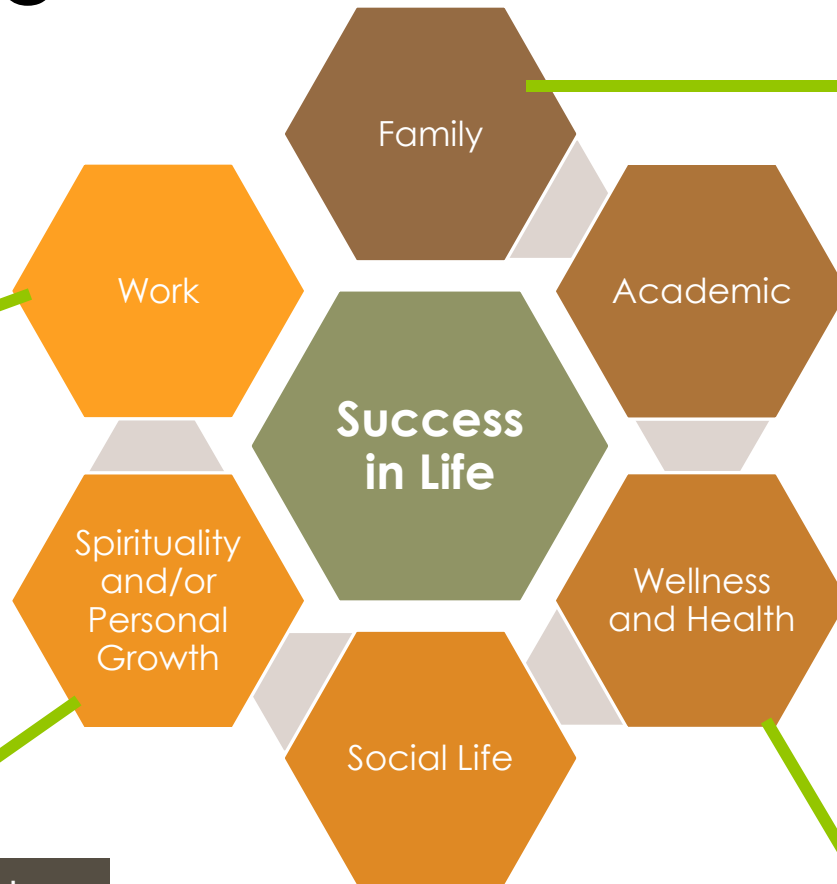 Family
Work
Academic
Success
in Life
Spirituality
and/or
Personal
Growth
Wellness
and Health
Social Life